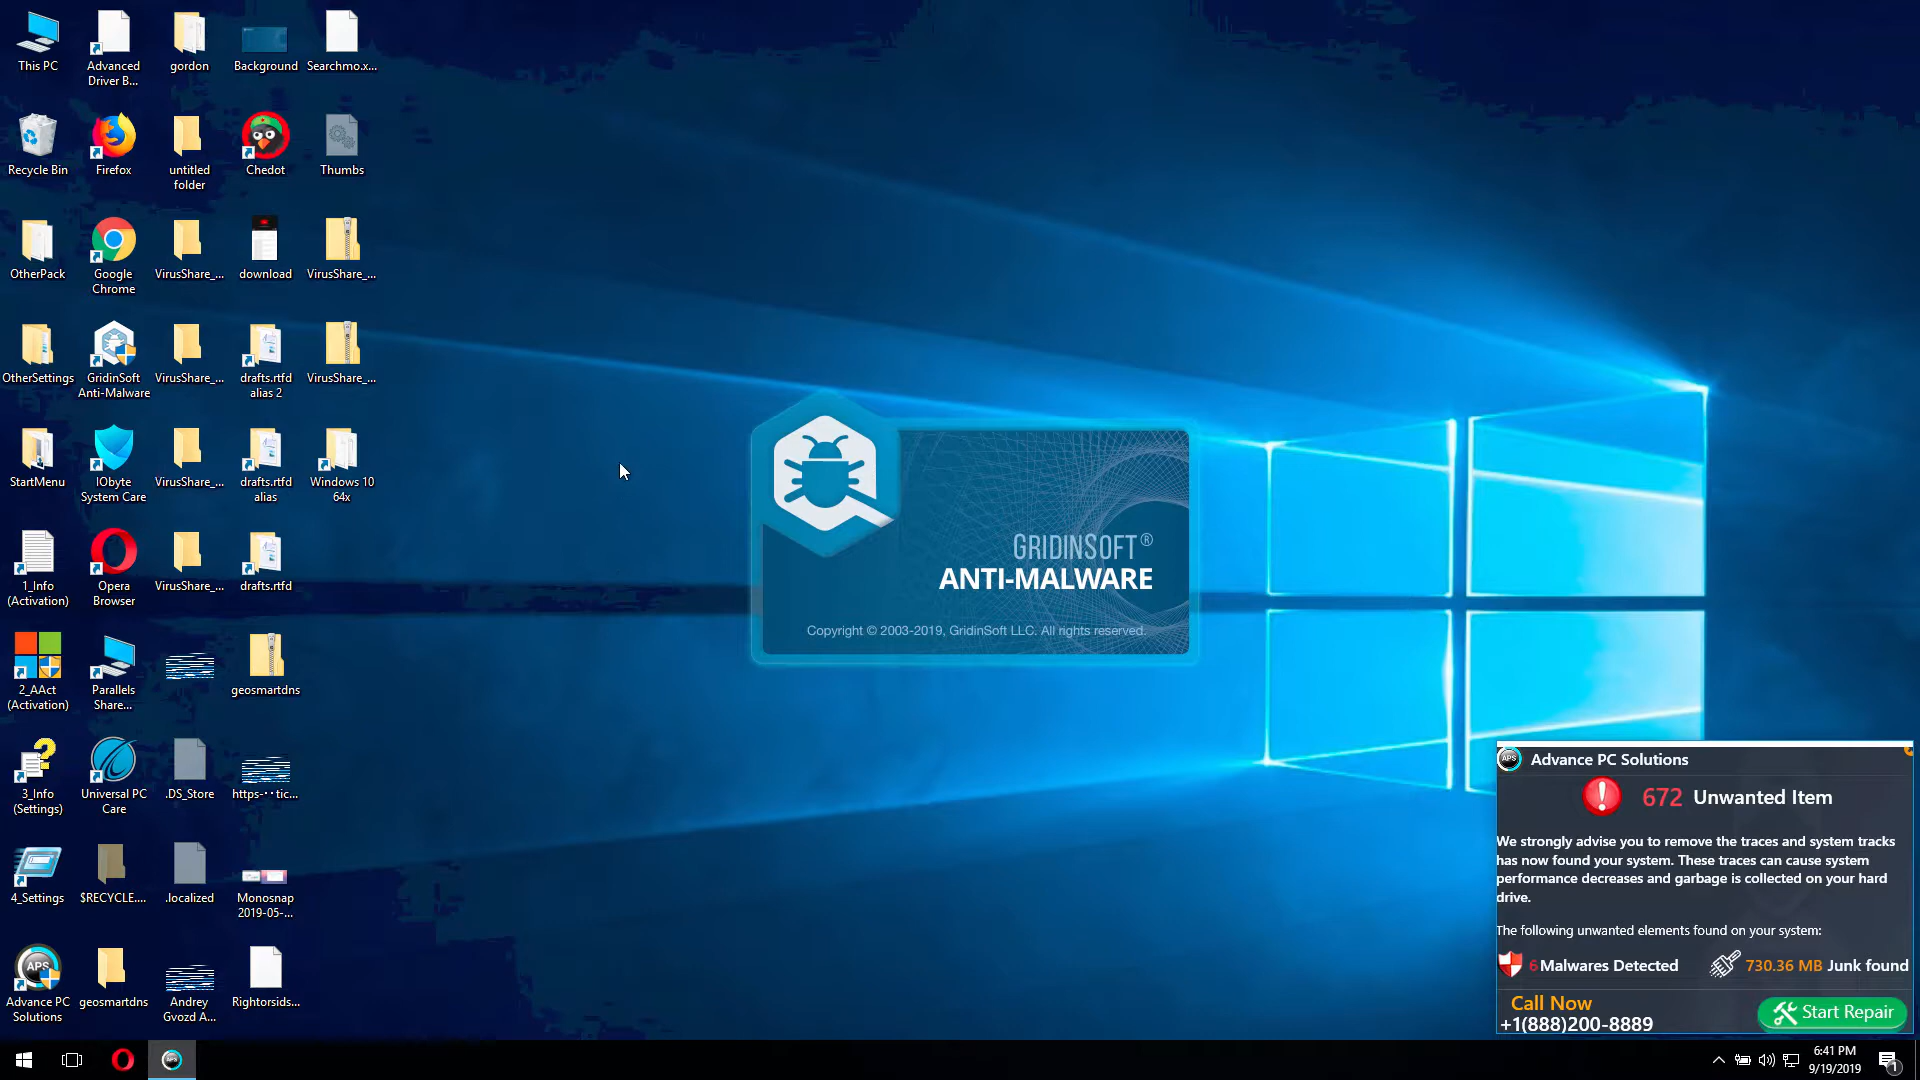 This PC
Advanced
Driver B...
gordon
Background
Searchmo.x...
Recycle Bin
Firefox
untitled
folder
Chedot
Thumbs
OtherPack
Google
Chrome
VirusShare_...
download
VirusShare_...
OtherSettings
GridinSoft
Anti-Malware
VirusShare_...
drafts.rtfd
alias 2
VirusShare_...
StartMenu
IObyte
System Care
VirusShare_...
drafts.rtfd
alias
Windows 10
64x
1_Info
(Activation)
Opera
Browser
VirusShare_...
drafts.rtfd
2_AAct
(Activation)
Parallels
Share...
geosmartdns
3_Info
(Settings)
Universal PC
Care
.DS_Store
https-··tic...
4_Settings
$RECYCLE....
.localized
Monosnap
2019-05-...
APS
Advance PC
Solutions
geosmartdns
Andrey
Gvozd A...
Rightorsids...
GRIDINSOFT®
ANTI-MALWARE
Copyright © 2003-2019, GridinSoft LLC. All rights reserved.
APS Advance PC Solutions
672 Unwanted Item
We strongly advise you to remove the traces and system tracks
has now found your system. These traces can cause system
performance decreases and garbage is collected on your hard
drive.
The following unwanted elements found on your system:
6 Malwares Detected
730.36 MB Junk found
Call Now
+1(888)200-8889
Start Repair
APS
6:41 PM
9/19/2019
1